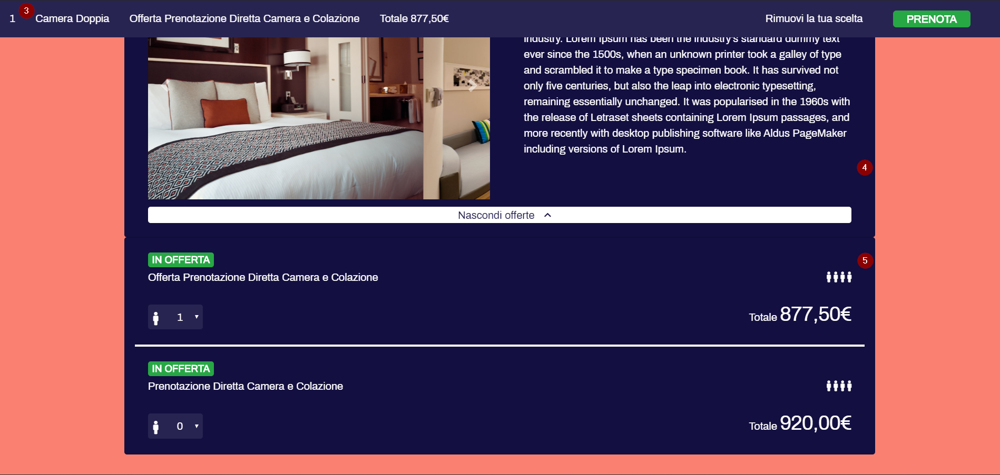 1 3 Camera Doppia Offerta Prenotazione Diretta Camera e Colazione Totale 877,50€ Rimuovi la tua scelta PRENOTA
industry. Lorem Ipsum has been the industry's standard dummy text
ever since the 1500s, when an unknown printer took a galley of type
and scrambled it to make a type specimen book. It has survived not
only five centuries, but also the leap into electronic typesetting,
remaining essentially unchanged. It was popularised in the 1960s with
the release of Letraset sheets containing Lorem Ipsum passages, and
more recently with desktop publishing software like Aldus PageMaker
including versions of Lorem Ipsum.
4
Nascondi offerte
IN OFFERTA
5
Offerta Prenotazione Diretta Camera e Colazione
1 Totale 877,50€
IN OFFERTA
Prenotazione Diretta Camera e Colazione
0 Totale 920,00€